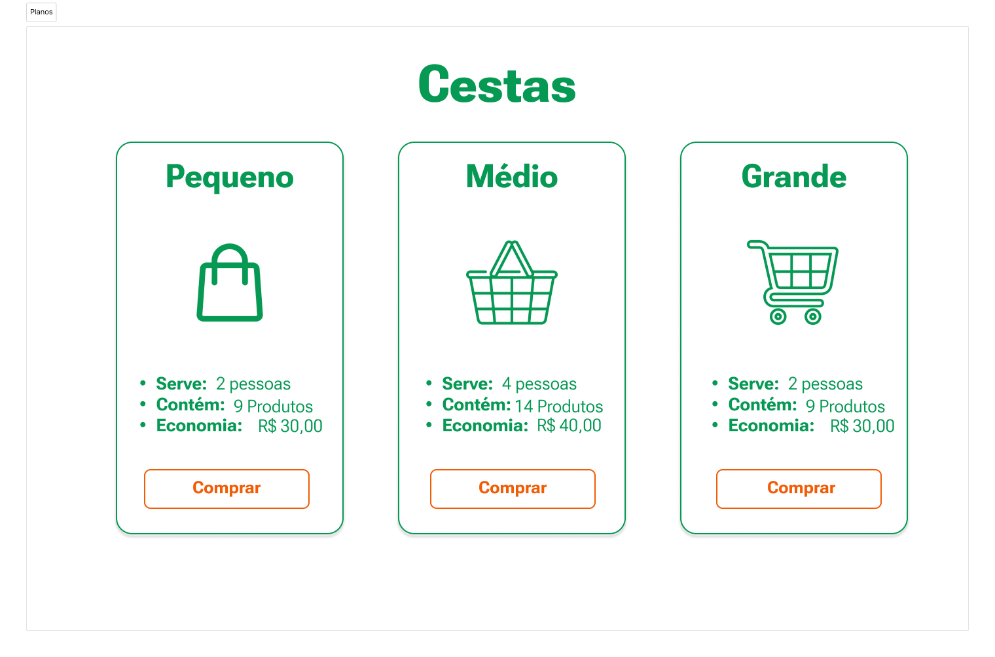 Planos
Cestas
Pequeno
• Serve: 2 pessoas
• Contém: 9 Produtos
• Economia: R$ 30,00
Comprar
Médio
• Serve: 4 pessoas
• Contém: 14 Produtos
• Economia: R$ 40,00
Comprar
Grande
• Serve: 2 pessoas
• Contém: 9 Produtos
• Economia: R$ 30,00
Comprar